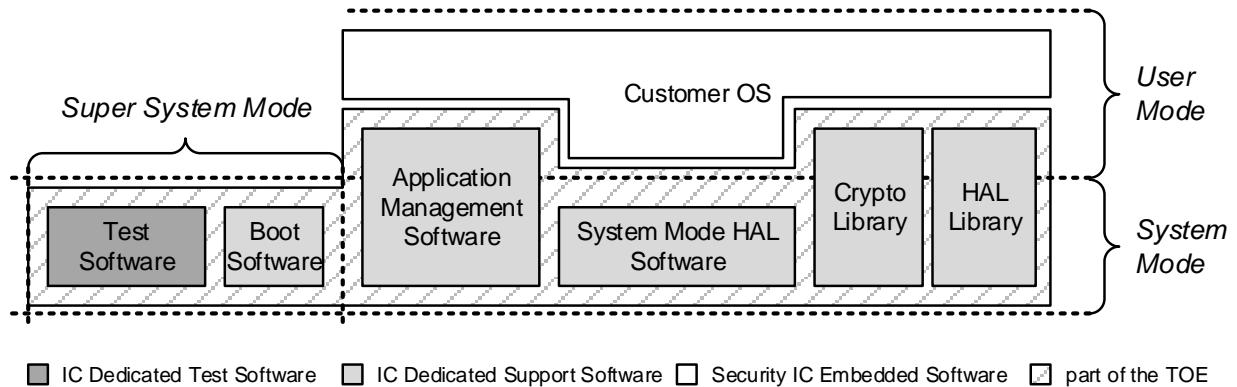 Super System Mode
Customer OS
User
Mode
Test
Software
Boot
Software
Application
Management
Software
System Mode HAL
Software
Crypto
Library
HAL
Library
System
Mode
IC Dedicated Test Software
IC Dedicated Support Software
Security IC Embedded Software
part of the TOE